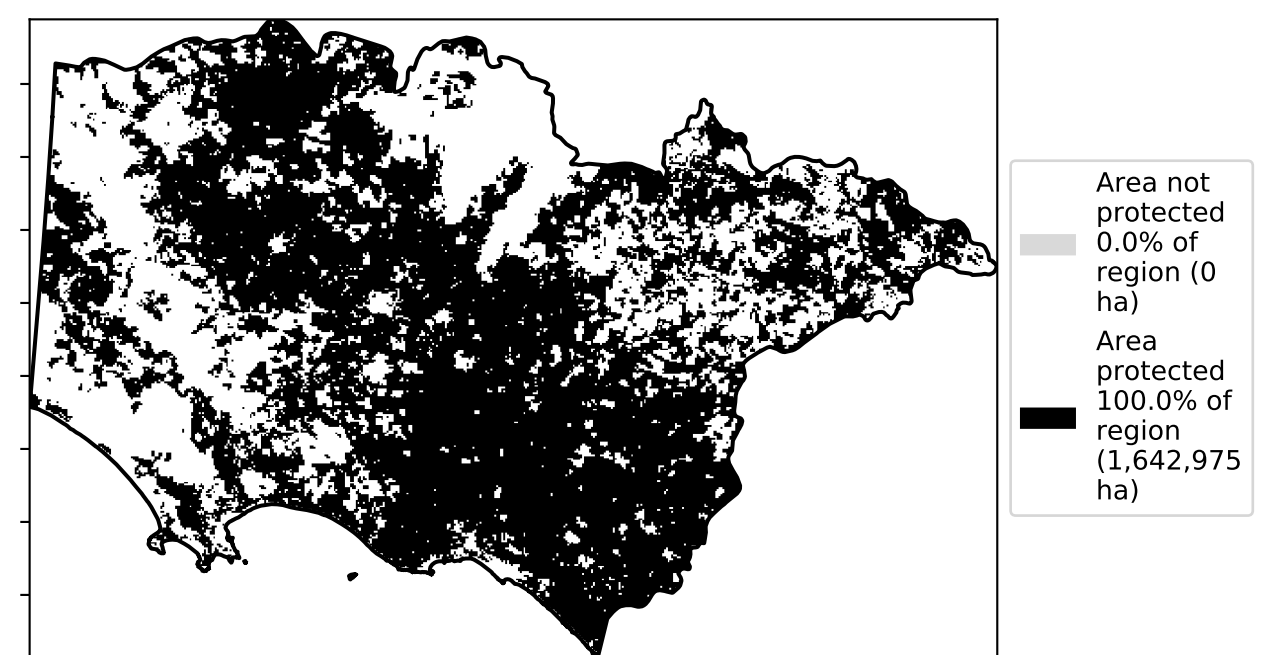 Area not
protected
0.0% of
region (0
ha)
Area
protected
100.0% of
region
(1,642,975
ha)